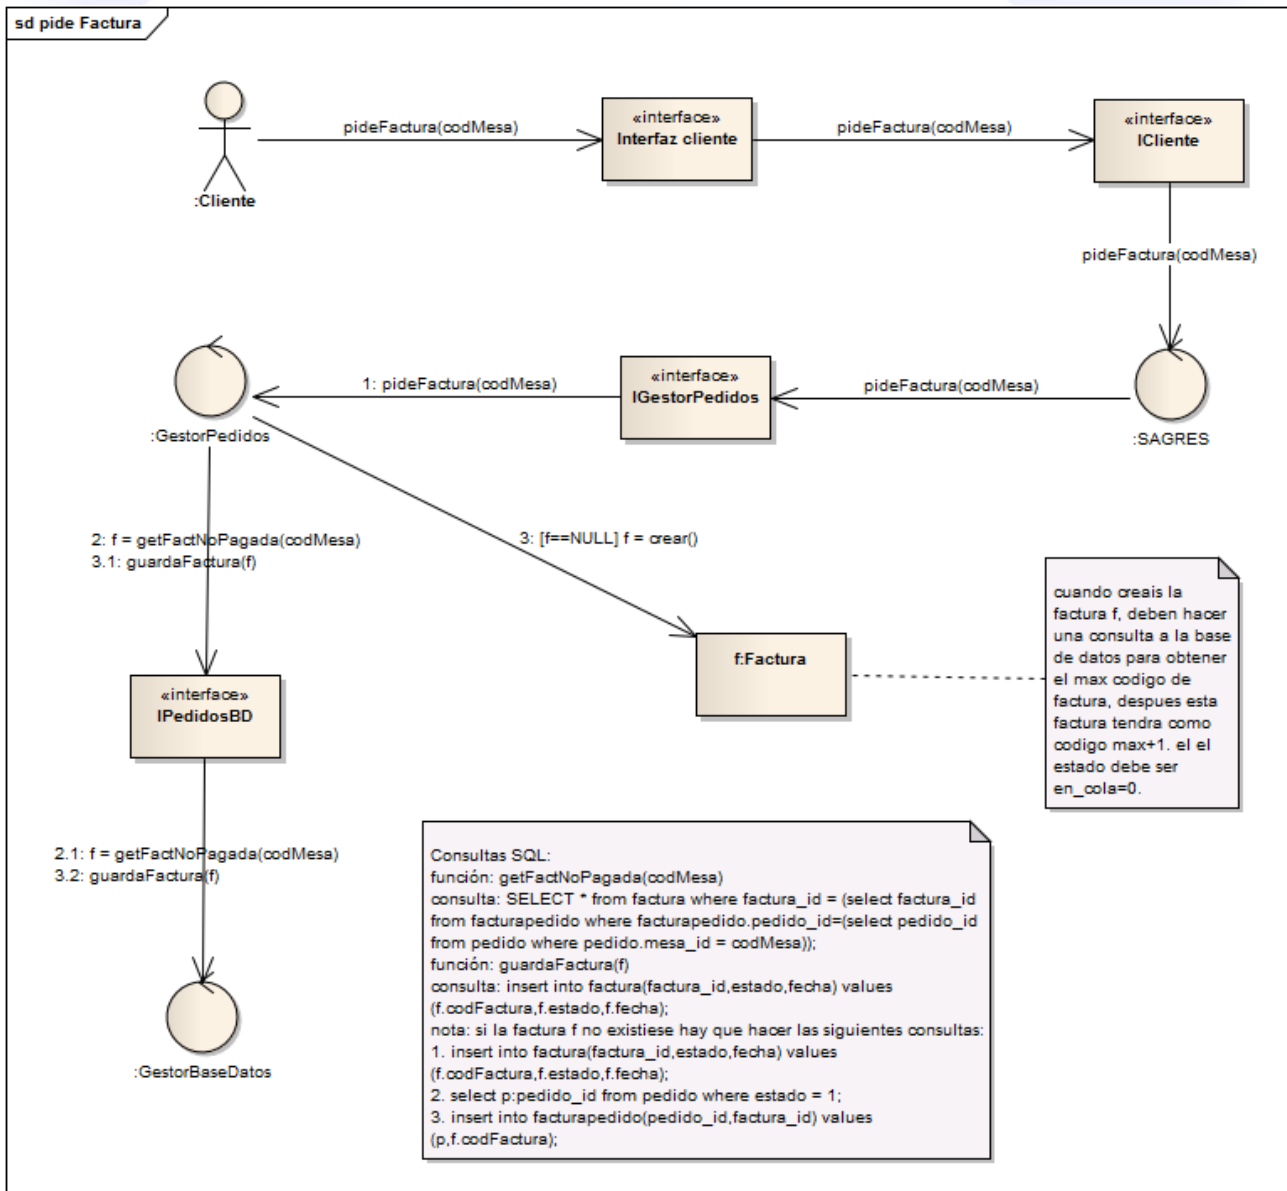 sd pide Factura
pideFactura(codMesa)
«interface»
Interfaz cliente
pideFactura(codMesa)
«interface»
ICliente
:Cliente
pideFactura(codMesa)
:GestorPedidos
1: pideFactura(codMesa)
«interface»
IGestorPedidos
pideFactura(codMesa)
:SAGRES
2: f = getFactNoPagada(codMesa)
3.1: guardaFactura(f)
3: [f==NULL] f = crear()
«interface»
IPedidosBD
f:Factura
cuando creais la
factura f, deben hacer
una consulta a la base
de datos para obtener
el max codigo de
factura, despues esta
factura tendra como
codigo max+1. el el
estado debe ser
en_cola=0.
2.1: f = getFactNoPagada(codMesa)
3.2: guardaFactura(f)
:GestorBaseDatos
Consultas SQL:
función: getFactNoPagada(codMesa)
consulta: SELECT * from factura where factura_id = (select factura_id
from facturapedido where facturapedido.pedido_id=(select pedido_id
from pedido where pedido.mesa_id = codMesa));
función: guardaFactura(f)
consulta: insert into factura(factura_id,estado,fecha) values
(f.codFactura,f.estado,f.fecha);
nota: si la factura f no existiese hay que hacer las siguientes consultas:
1. insert into factura(factura_id,estado,fecha) values
(f.codFactura,f.estado,f.fecha);
2. select p:pedido_id from pedido where estado = 1;
3. insert into facturapedido(pedido_id,factura_id) values
(p,f.codFactura);